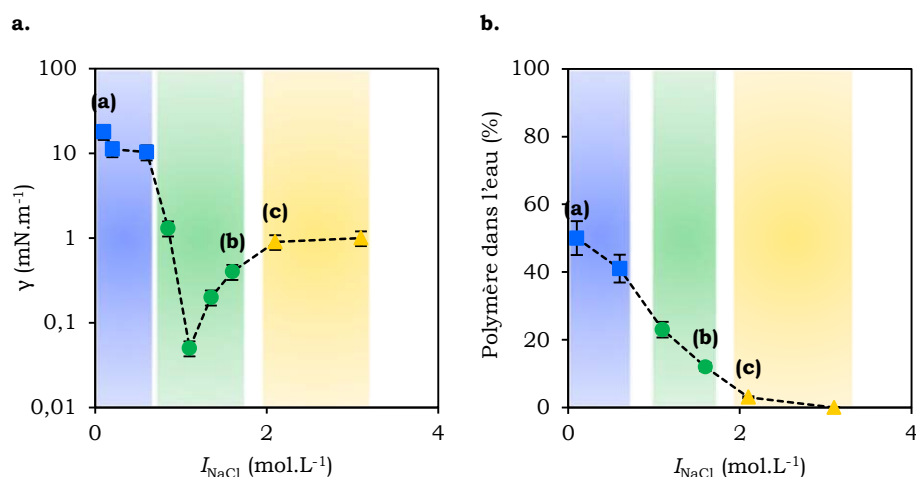 a.
100
10
1
0,1
0,01
γ (mN.m-1)
(a)
(b)
(c)
0
2
4
INaCl (mol.L-1)
b.
100
80
60
40
20
0
Polymère dans l'eau (%)
(a)
(b)
(c)
0
2
4
INaCl (mol.L-1)